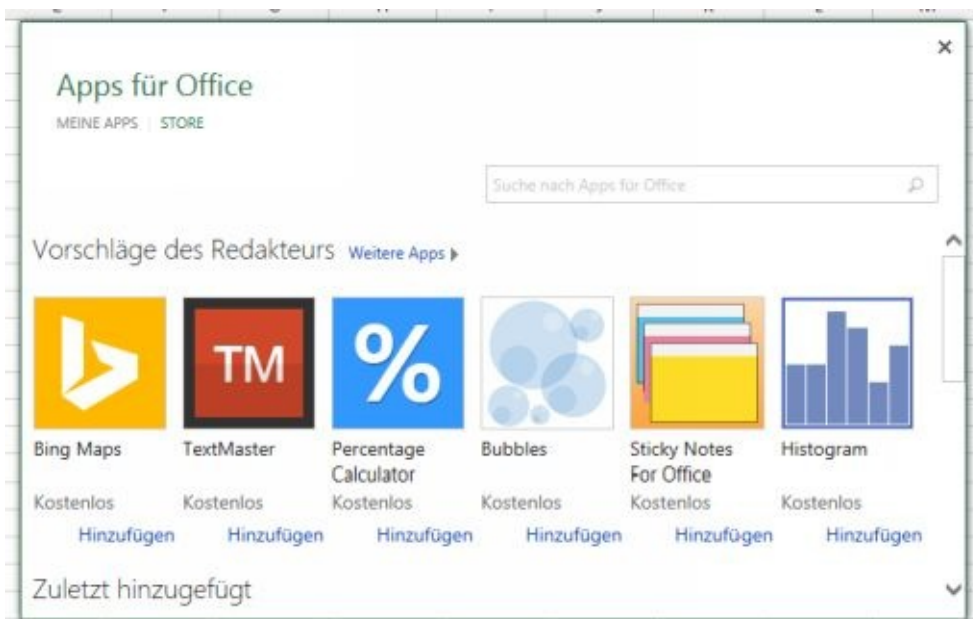 Apps für Office
MEINE APPS | STORE
Suche nach Apps für Office
Vorschläge des Redakteurs Weitere Apps
TM
%
Bing Maps TextMaster Percentage Calculator Bubbles Sticky Notes For Office Histogram
Kostenlos Kostenlos Kostenlos Kostenlos Kostenlos Kostenlos
Hinzufügen Hinzufügen Hinzufügen Hinzufügen Hinzufügen Hinzufügen
Zuletzt hinzugefügt